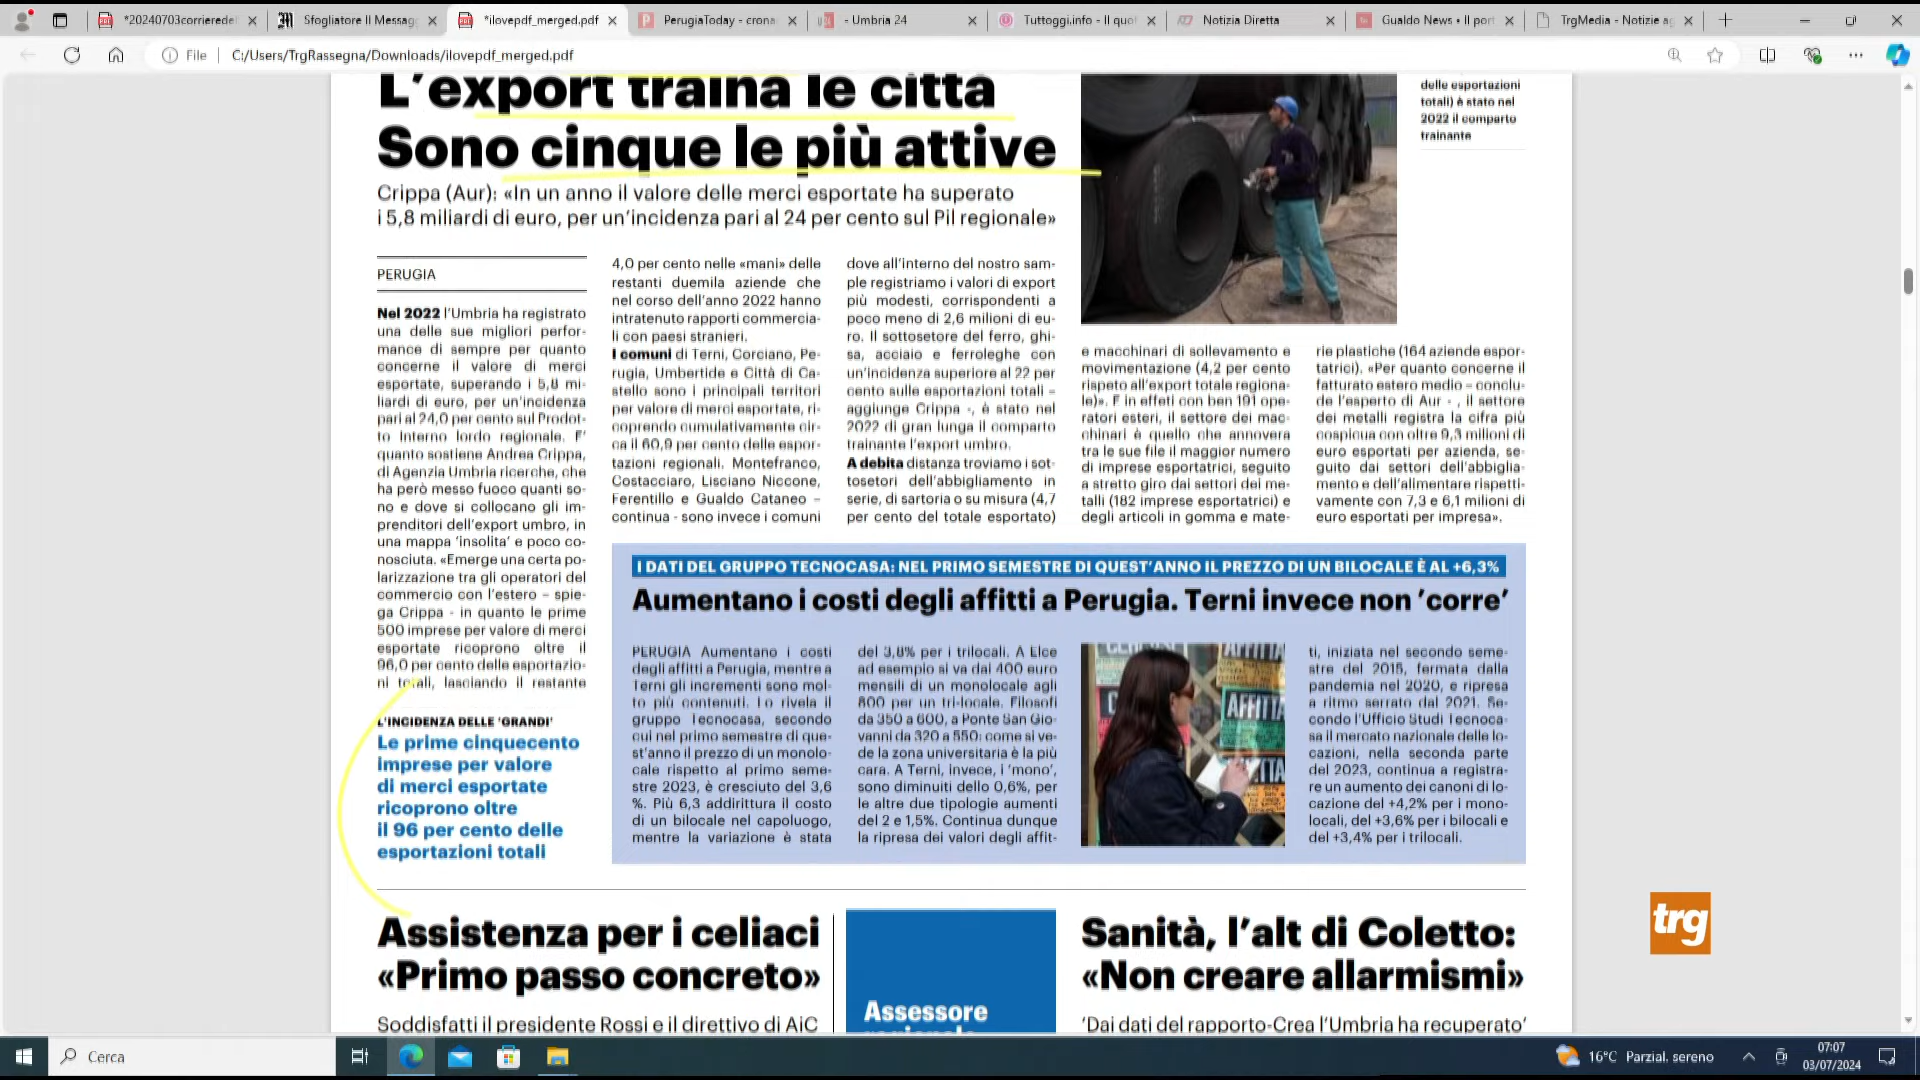 *20240703corrierede
Sfogliatore Il Messag
*ilovepdf_merged.pdf
PerugiaToday - crona
- Umbria 24
Tuttoggi.info - Il quo
Notizia Diretta
Gualdo News • Il port
TrgMedia - Notizie ag
File
C:/Users/TrgRassegna/Downloads/ilovepdf_merged.pdf
L’export traina le città
Sono cinque le più attive
Crippa (Aur): «In un anno il valore delle merci esportate ha superato
i 5,8 miliardi di euro, per un’incidenza pari al 24 per cento sul Pil regionale»
delle esportazioni
totali) è stato nel
2022 il comparto
trainante
PERUGIA
Nel 2022 l’Umbria ha registrato
una delle sue migliori perfor-
mance di sempre per quanto
concerne il valore di merci
esportate, superando i 5,8 mi-
liardi di euro, per un’incidenza
pari al 24,0 per cento sul Prodot-
to Interno lordo regionale. E’
quanto sostiene Andrea Crippa,
di Agenzia Umbria ricerche, che
ha però messo fuoco quanti so-
no e dove si collocano gli im-
prenditori dell’export umbro, in
una mappa ‘insolita’ e poco co-
nosciuta. «Emerge una certa po-
larizzazione tra gli operatori del
commercio con l’estero – spie-
ga Crippa - in quanto le prime
500 imprese per valore di merci
esportate ricoprono oltre il
96,0 per cento delle esportazio-
ni totali, lasciando il restante
4,0 per cento nelle «mani» delle
restanti duemila aziende che
nel corso dell’anno 2022 hanno
intratenuto rapporti commercia-
li con paesi stranieri.
I comuni di Terni, Corciano, Pe-
rugia, Umbertide e Città di Ca-
stello sono i principali territori
per valore di merci esportate, ri-
coprendo cumulativamente cir-
ca il 60,9 per cento delle espor-
tazioni regionali. Montefranco,
Costacciaro, Lisciano Niccone,
Ferentillo e Gualdo Cataneo –
continua - sono invece i comuni
dove all’interno del nostro sam-
ple registriamo i valori di export
più modesti, corrispondenti a
poco meno di 2,6 milioni di eu-
ro. Il sottosetore del ferro, ghi-
sa, acciaio e ferroleghe con
un’incidenza superiore al 22 per
cento sulle esportazioni totali –
aggiunge Crippa -, è stato nel
2022 di gran lunga il comparto
trainante l’export umbro.
A debita distanza troviamo i sot-
tosetori dell’abbigliamento in
serie, di sartoria o su misura (4,7
per cento del totale esportato)
e macchinari di sollevamento e
movimentazione (4,2 per cento
rispeto all’export totale regiona-
le)». E in effeti con ben 191 ope-
ratori esteri, il settore dei mac-
chinari è quello che annovera
tra le sue file il maggior numero
di imprese esportatrici, seguito
a stretto giro dai settori dei me-
talli (182 imprese esportatrici) e
degli articoli in gomma e mate-
rie plastiche (164 aziende espor-
tatrici). «Per quanto concerne il
fatturato estero medio – conclu-
de l’esperto di Aur - , il settore
dei metalli registra la cifra più
cospicua con oltre 9,3 milioni di
euro esportati per azienda, se-
guito dai settori dell’abbiglia-
mento e dell’alimentare rispetti-
vamente con 7,3 e 6,1 milioni di
euro esportati per impresa».
L’INCIDENZA DELLE ‘GRANDI’
Le prime cinquecento
imprese per valore
di merci esportate
ricoprono oltre
il 96 per cento delle
esportazioni totali
I DATI DEL GRUPPO TECNOCASA: NEL PRIMO SEMESTRE DI QUEST’ANNO IL PREZZO DI UN BILOCALE È AL +6,3%
Aumentano i costi degli affitti a Perugia. Terni invece non ’corre’
PERUGIA Aumentano i costi
degli affitti a Perugia, mentre a
Terni gli incrementi sono mol-
to più contenuti. Lo rivela il
gruppo Tecnocasa, secondo
cui nel primo semestre di que-
st’anno il prezzo di un monolo-
cale rispetto al primo seme-
stre 2023, è cresciuto del 3,6
%. Più 6,3 addirittura il costo
di un bilocale nel capoluogo,
mentre la variazione è stata
del 3,8% per i trilocali. A Elce
ad esempio si va dai 400 euro
mensili di un monolocale agli
800 per un tri-locale. Filosofi
da 350 a 600, a Ponte San Gio-
vanni da 320 a 550: come si ve-
de la zona universitaria è la più
cara. A Terni, invece, i ’mono’,
sono diminuiti dello 0,6%, per
le altre due tipologie aumenti
del 2 e 1,5%. Continua dunque
la ripresa dei valori degli affit-
AFFITTA
AFFITTA
ti, iniziata nel secondo seme-
stre del 2015, fermata dalla
pandemia nel 2020, e ripresa
a ritmo serrato dal 2021. Se-
condo l’Ufficio Studi Tecnoca-
sa il mercato nazionale delle lo-
cazioni, nella seconda parte
del 2023, continua a registra-
re un aumento dei canoni di lo-
cazione del +4,2% per i mono-
locali, del +3,6% per i bilocali e
del +3,4% per i trilocali.
Assistenza per i celiaci
«Primo passo concreto»
Soddisfatti il presidente Rossi e il direttivo di AiC
Assessore
regionale
Sanità, l’alt di Coletto:
«Non creare allarmismi»
‘Dai dati del rapporto-Crea l’Umbria ha recuperato’
trg
Cerca
16°C Parzial. sereno
07:07
03/07/2024